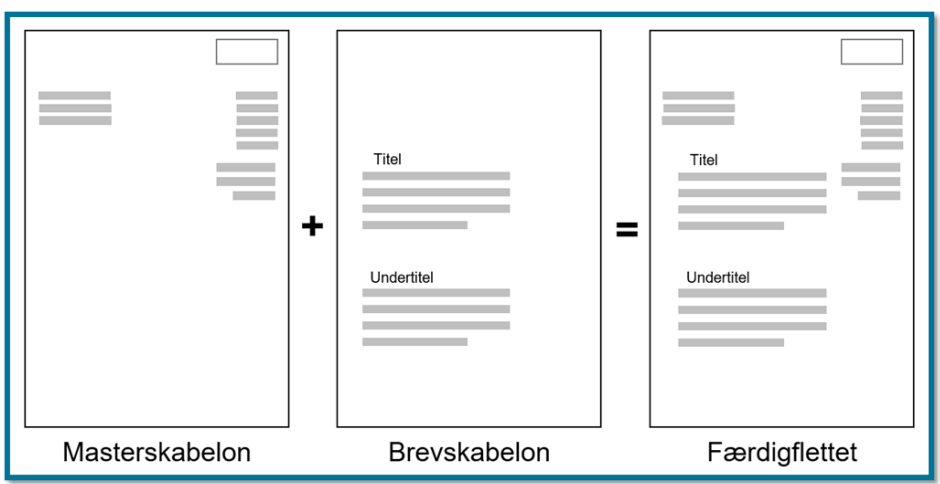 Titel
Undertitel
+
=
Titel
Undertitel
Masterskabelon
Brevskabelon
Færdigflettet